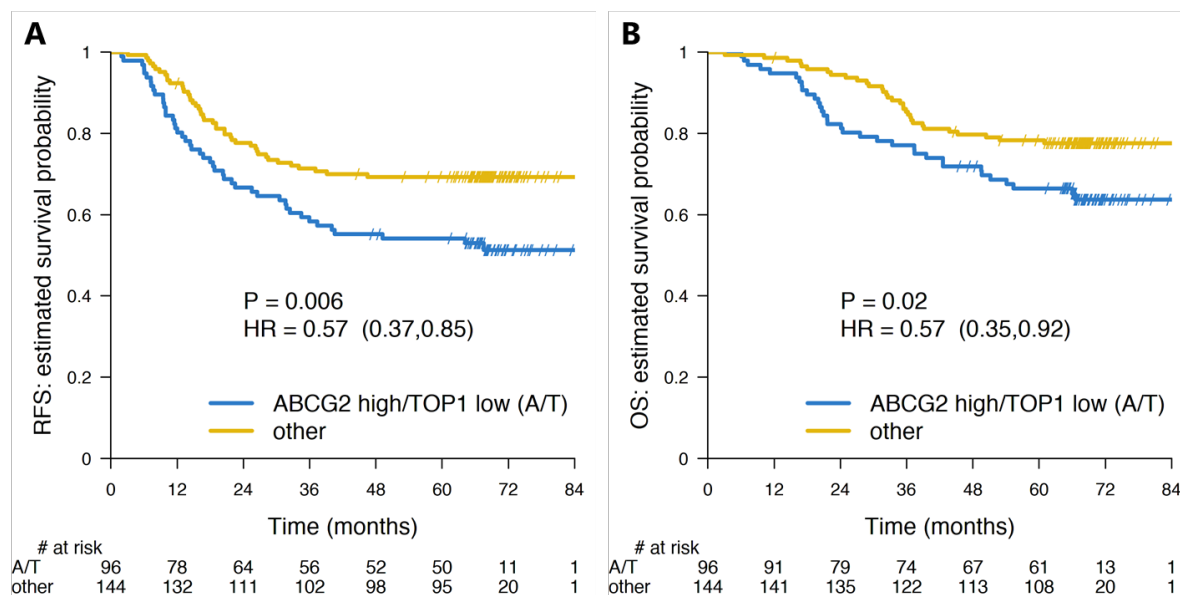 A
RFS: estimated survival probability
1
0.8
0.6
0.4
0.2
0
P = 0.006
HR = 0.57 (0.37,0.85)
ABCG2 high/TOP1 low (A/T)
other
0 12 24 36 48 60 72 84
Time (months)
# at risk
A/T 96 78 64 56 52 50 11 1
other 144 132 111 102 98 95 20 1
B
OS: estimated survival probability
1
0.8
0.6
0.4
0.2
0
P = 0.02
HR = 0.57 (0.35,0.92)
ABCG2 high/TOP1 low (A/T)
other
0 12 24 36 48 60 72 84
Time (months)
# at risk
A/T 96 91 79 74 67 61 13 1
other 144 141 135 122 113 108 20 1